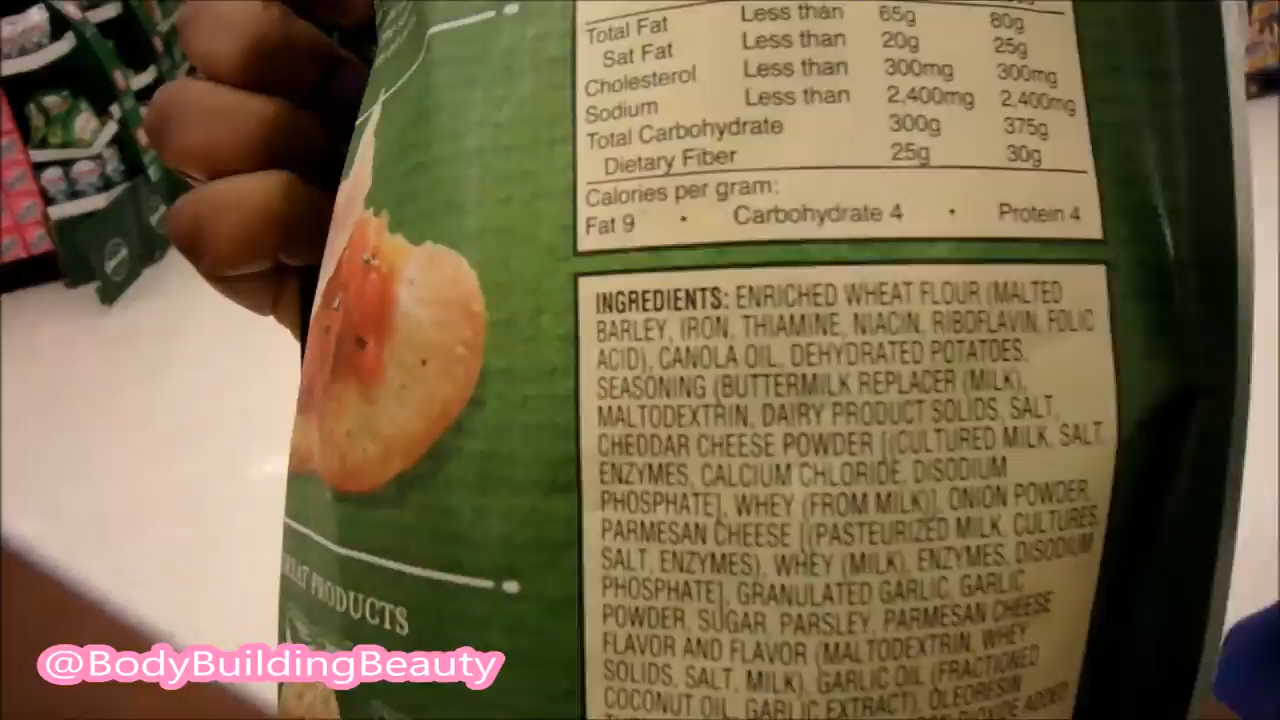 Total Fat Less than 65g 80g
Sat Fat Less than 20g 25g
Cholesterol Less than 300mg 300mg
Sodium Less than 2,400mg 2,400mg
Total Carbohydrate 300g 375g
Dietary Fiber 25g 30g
Calories per gram:
Fat 9 • Carbohydrate 4 • Protein 4
INGREDIENTS: ENRICHED WHEAT FLOUR (MALTED
BARLEY, IRON, THIAMINE, NIACIN, RIBOFLAVIN, FOLIC
ACID), CANOLA OIL, DEHYDRATED POTATOES,
SEASONING (BUTTERMILK REPLACER (MILK),
MALTODEXTRIN, DAIRY PRODUCT SOLIDS, SALT,
CHEDDAR CHEESE POWDER [(CULTURED MILK, SALT,
ENZYMES, CALCIUM CHLORIDE, DISODIUM
PHOSPHATE], WHEY (FROM MILK)], ONION POWDER,
PARMESAN CHEESE [(PASTEURIZED MILK, CULTURES,
SALT, ENZYMES), WHEY (MILK), ENZYMES, DISODIUM
PHOSPHATE], GRANULATED GARLIC, GARLIC
POWDER, SUGAR, PARSLEY, PARMESAN CHEESE
FLAVOR AND FLAVOR (MALTODEXTRIN, WHEY
SOLIDS, SALT, MILK), GARLIC OIL (FRACTIONED
COCONUT OIL, GARLIC EXTRACT), OLEORESIN
ADDED
PRODUCTS
@BodyBuildingBeauty